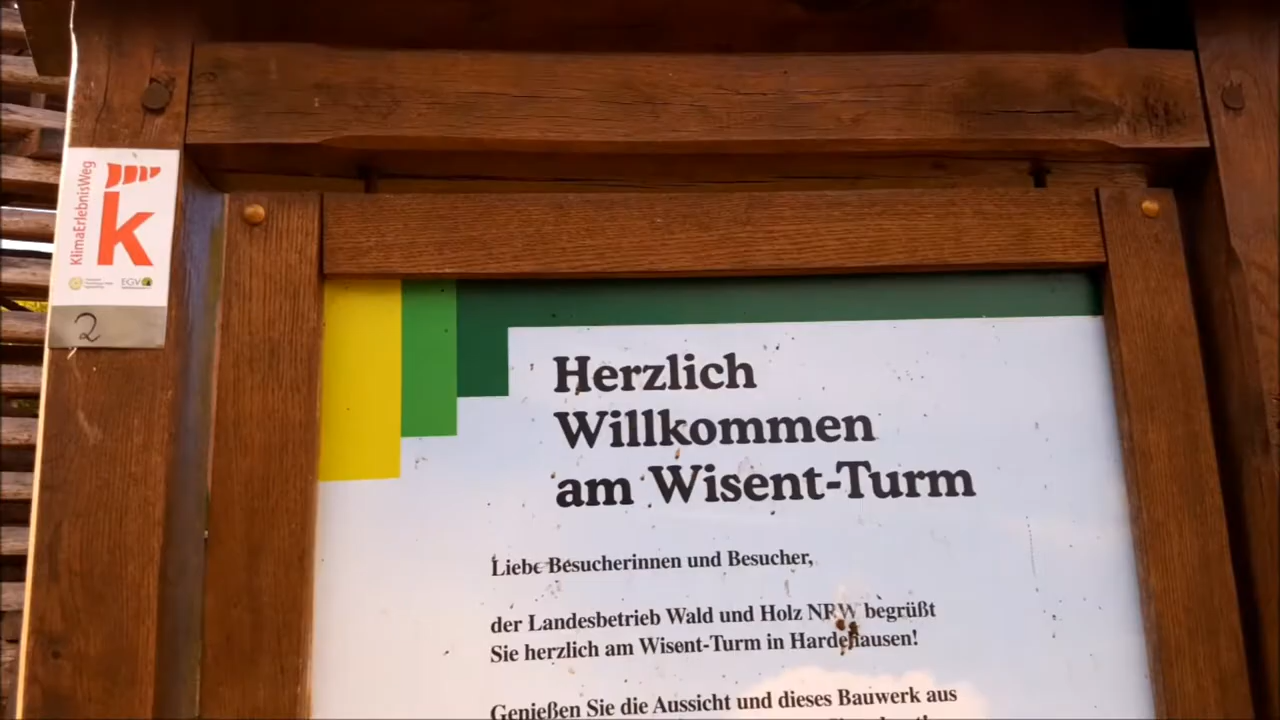 KlimaErlebnisWeg
k
EGV
2
Herzlich
Willkommen
am Wisent-Turm
Liebe Besucherinnen und Besucher,
der Landesbetrieb Wald und Holz NRW begrüßt
Sie herzlich am Wisent-Turm in Hardehausen!
Genießen Sie die Aussicht und dieses Bauwerk aus